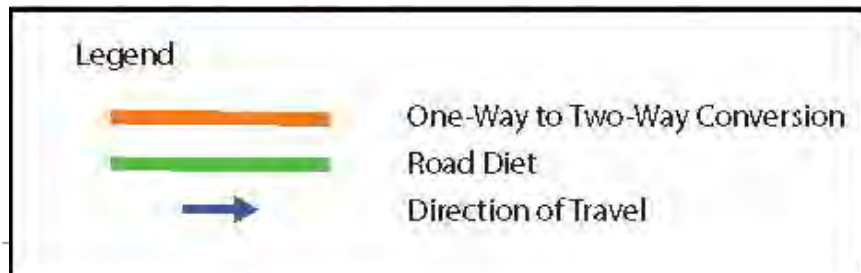 Legend
One-Way to Two-Way Conversion
Road Diet
Direction of Travel